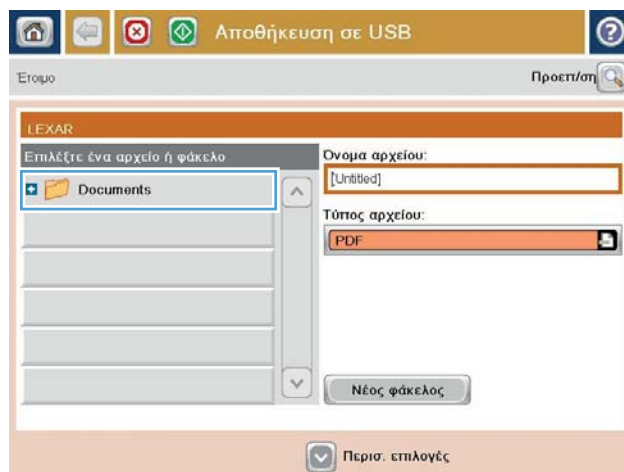 Αποθήκευση σε USB
Έτοιμο
Προεπ/ση
LEXAR
Επιλέξτε ένα αρχείο ή φάκελο
Documents
Όνομα αρχείου:
[Untitled]
Τύπος αρχείου:
PDF
Νέος φάκελος
Περισ. επιλογές